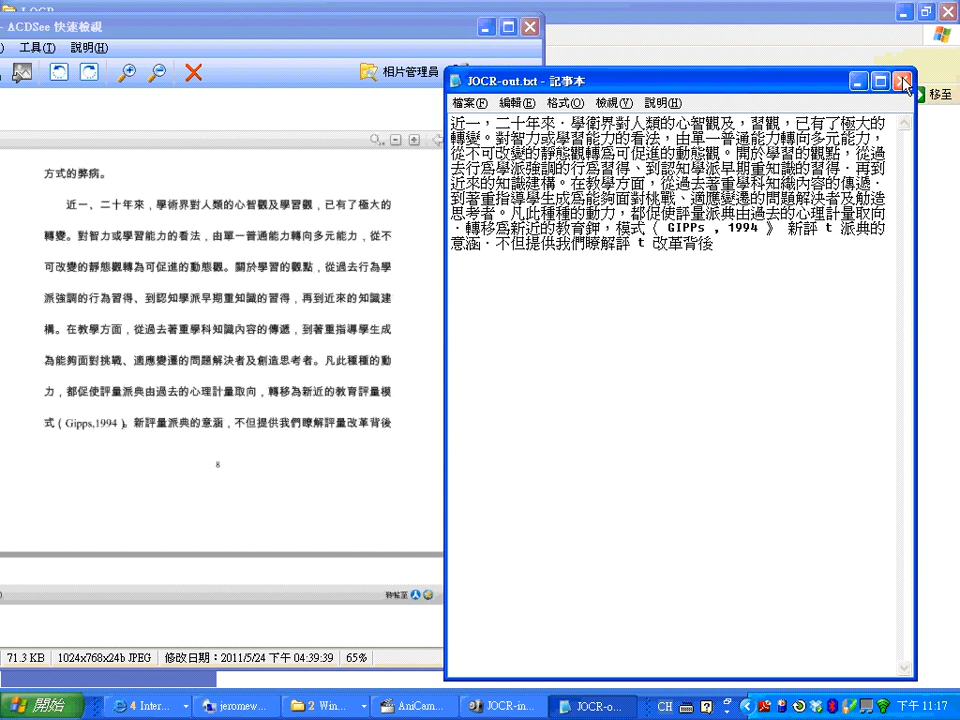 JOCR
- ACDSee 快速檢視
) 工具(I) 說明(H)
相片管理員
移至
方式的弊病。
近一、二十年來，學術界對人類的心智觀及學習觀，已有了極大的
轉變。對智力或學習能力的看法，由單一普通能力轉向多元能力，從不
可改變的靜態觀轉為可促進的動態觀。關於學習的觀點，從過去行為學
派強調的行為習得、到認知學派早期重知識的習得，再到近來的知識建
構。在教學方面，從過去著重學科知識內容的傳遞，到著重指導學生成
為能夠面對挑戰、適應變遷的問題解決者及創造思考者。凡此種種的動
力，都促使評量派典由過去的心理計量取向，轉移為新近的教育評量模
式 ( Gipps,1994 )。新評量派典的意涵，不但提供我們瞭解評量改革背後
8
轉帖至
71.3 KB 1024x768x24b JPEG 修改日期：2011/5/24 下午 04:39:39 65%
JOCR-out.txt - 記事本
檔案(F) 編輯(E) 格式(O) 檢視(V) 說明(H)
近一，二十年來．學術界對人類的心智觀及，習觀，已有了極大的
轉變。對智力或學習能力的看法，由單一普通能力轉向多元能力，
從不可改變的靜態觀轉為可促進的動態觀。開於學習的觀點，從過
去行為學派強調的行為習得、到認知學派早期重知識的習得．再到
近來的知識建構。在教學方面，從過去著重學科知織內容的傳遞．
到著重指導學生成為能夠面對挑戰、適應變遷的問題解決者及
思考者。凡此種種的動力，都促使評量派典由過去的心理計量取向
．轉移為新近的教育鉀，模式（ GIPPs , 1994 》 新評 t 派典的
意涵．不但提供我們瞭解評 t 改革背後
開始 4 Inter... jeromew... 2 Win... AniCam... JOCR-in... JOCR-o... CH 下午 11:17